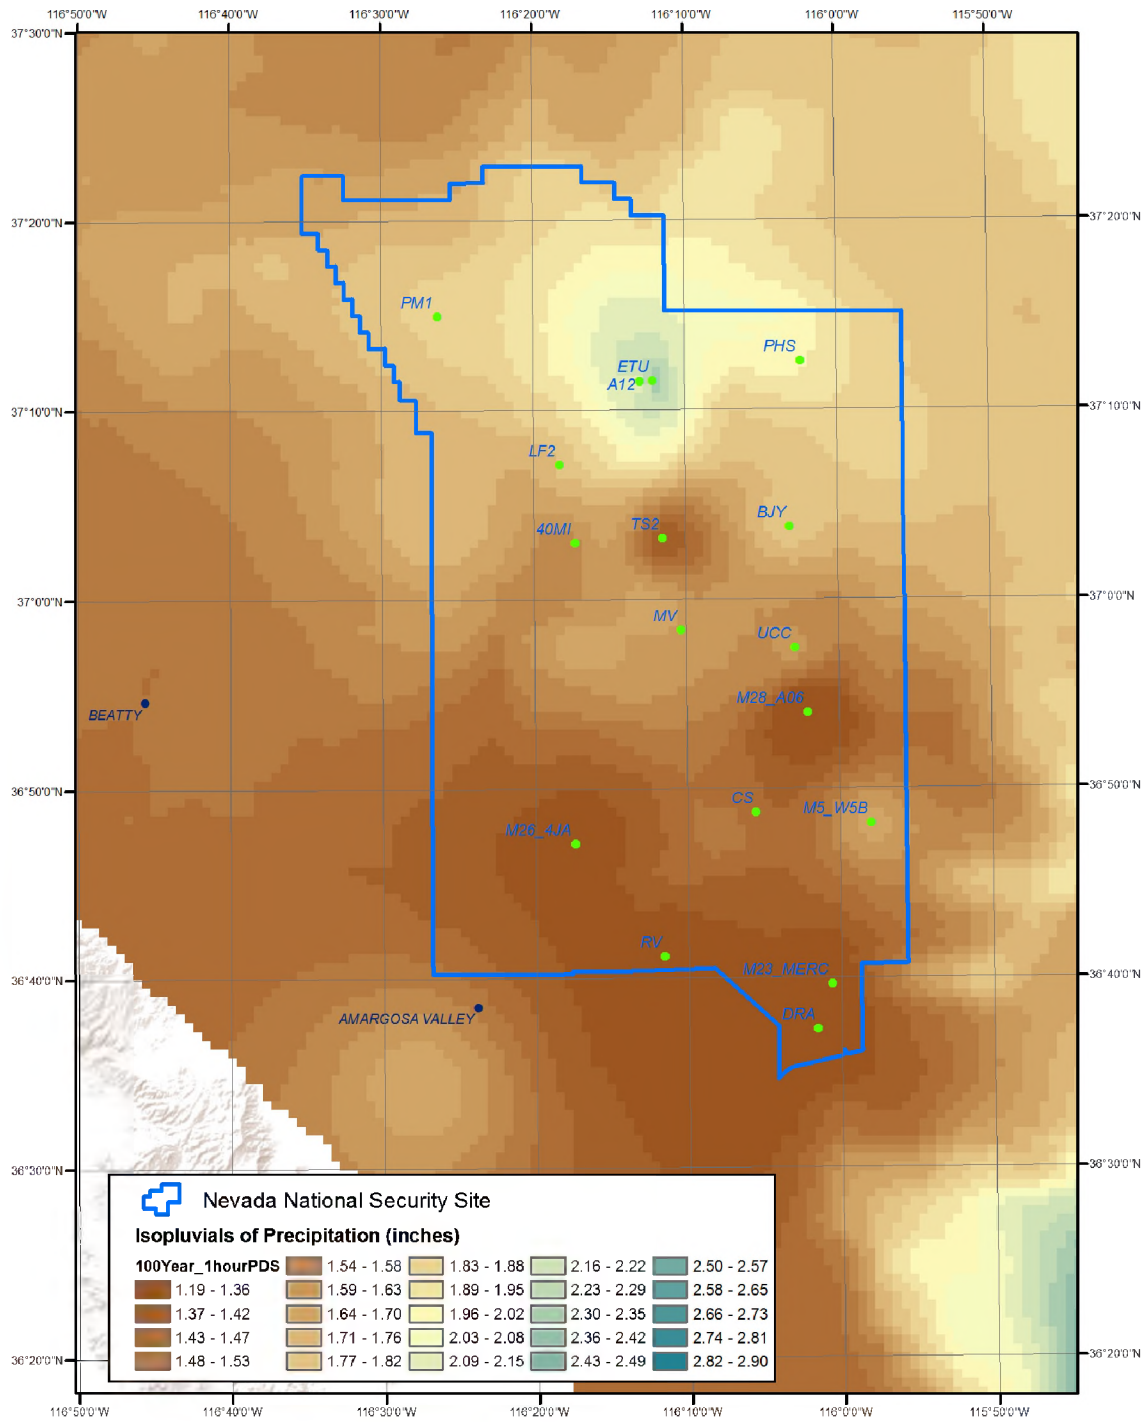 116°50'0"W 116°40'0"W 116°30'0"W 116°20'0"W 116°10'0"W 116°0'0"W 115°50'0"W
37°30'0"N
37°20'0"N 37°20'0"N
PM1
PHS
ETU
A12
37°10'0"N 37°10'0"N
LF2
BJY
40MI TS2
37°0'0"N 37°0'0"N
MV
UCC
M28_A06
BEATTY
36°50'0"N 36°50'0"N
CS M5_W5B
M26_4JA
RV
M23_MERC
36°40'0"N 36°40'0"N
DRA
AMARGOSA VALLEY
36°30'0"N 36°30'0"N
Nevada National Security Site
Isopluvials of Precipitation (inches)
100Year_1hourPDS 1.54 - 1.58 1.83 - 1.88 2.16 - 2.22 2.50 - 2.57
1.19 - 1.36 1.59 - 1.63 1.89 - 1.95 2.23 - 2.29 2.58 - 2.65
1.37 - 1.42 1.64 - 1.70 1.96 - 2.02 2.30 - 2.35 2.66 - 2.73
1.43 - 1.47 1.71 - 1.76 2.03 - 2.08 2.36 - 2.42 2.74 - 2.81
1.48 - 1.53 1.77 - 1.82 2.09 - 2.15 2.43 - 2.49 2.82 - 2.90
36°20'0"N 36°20'0"N
116°50'0"W 116°40'0"W 116°30'0"W 116°20'0"W 116°10'0"W 116°0'0"W 115°50'0"W